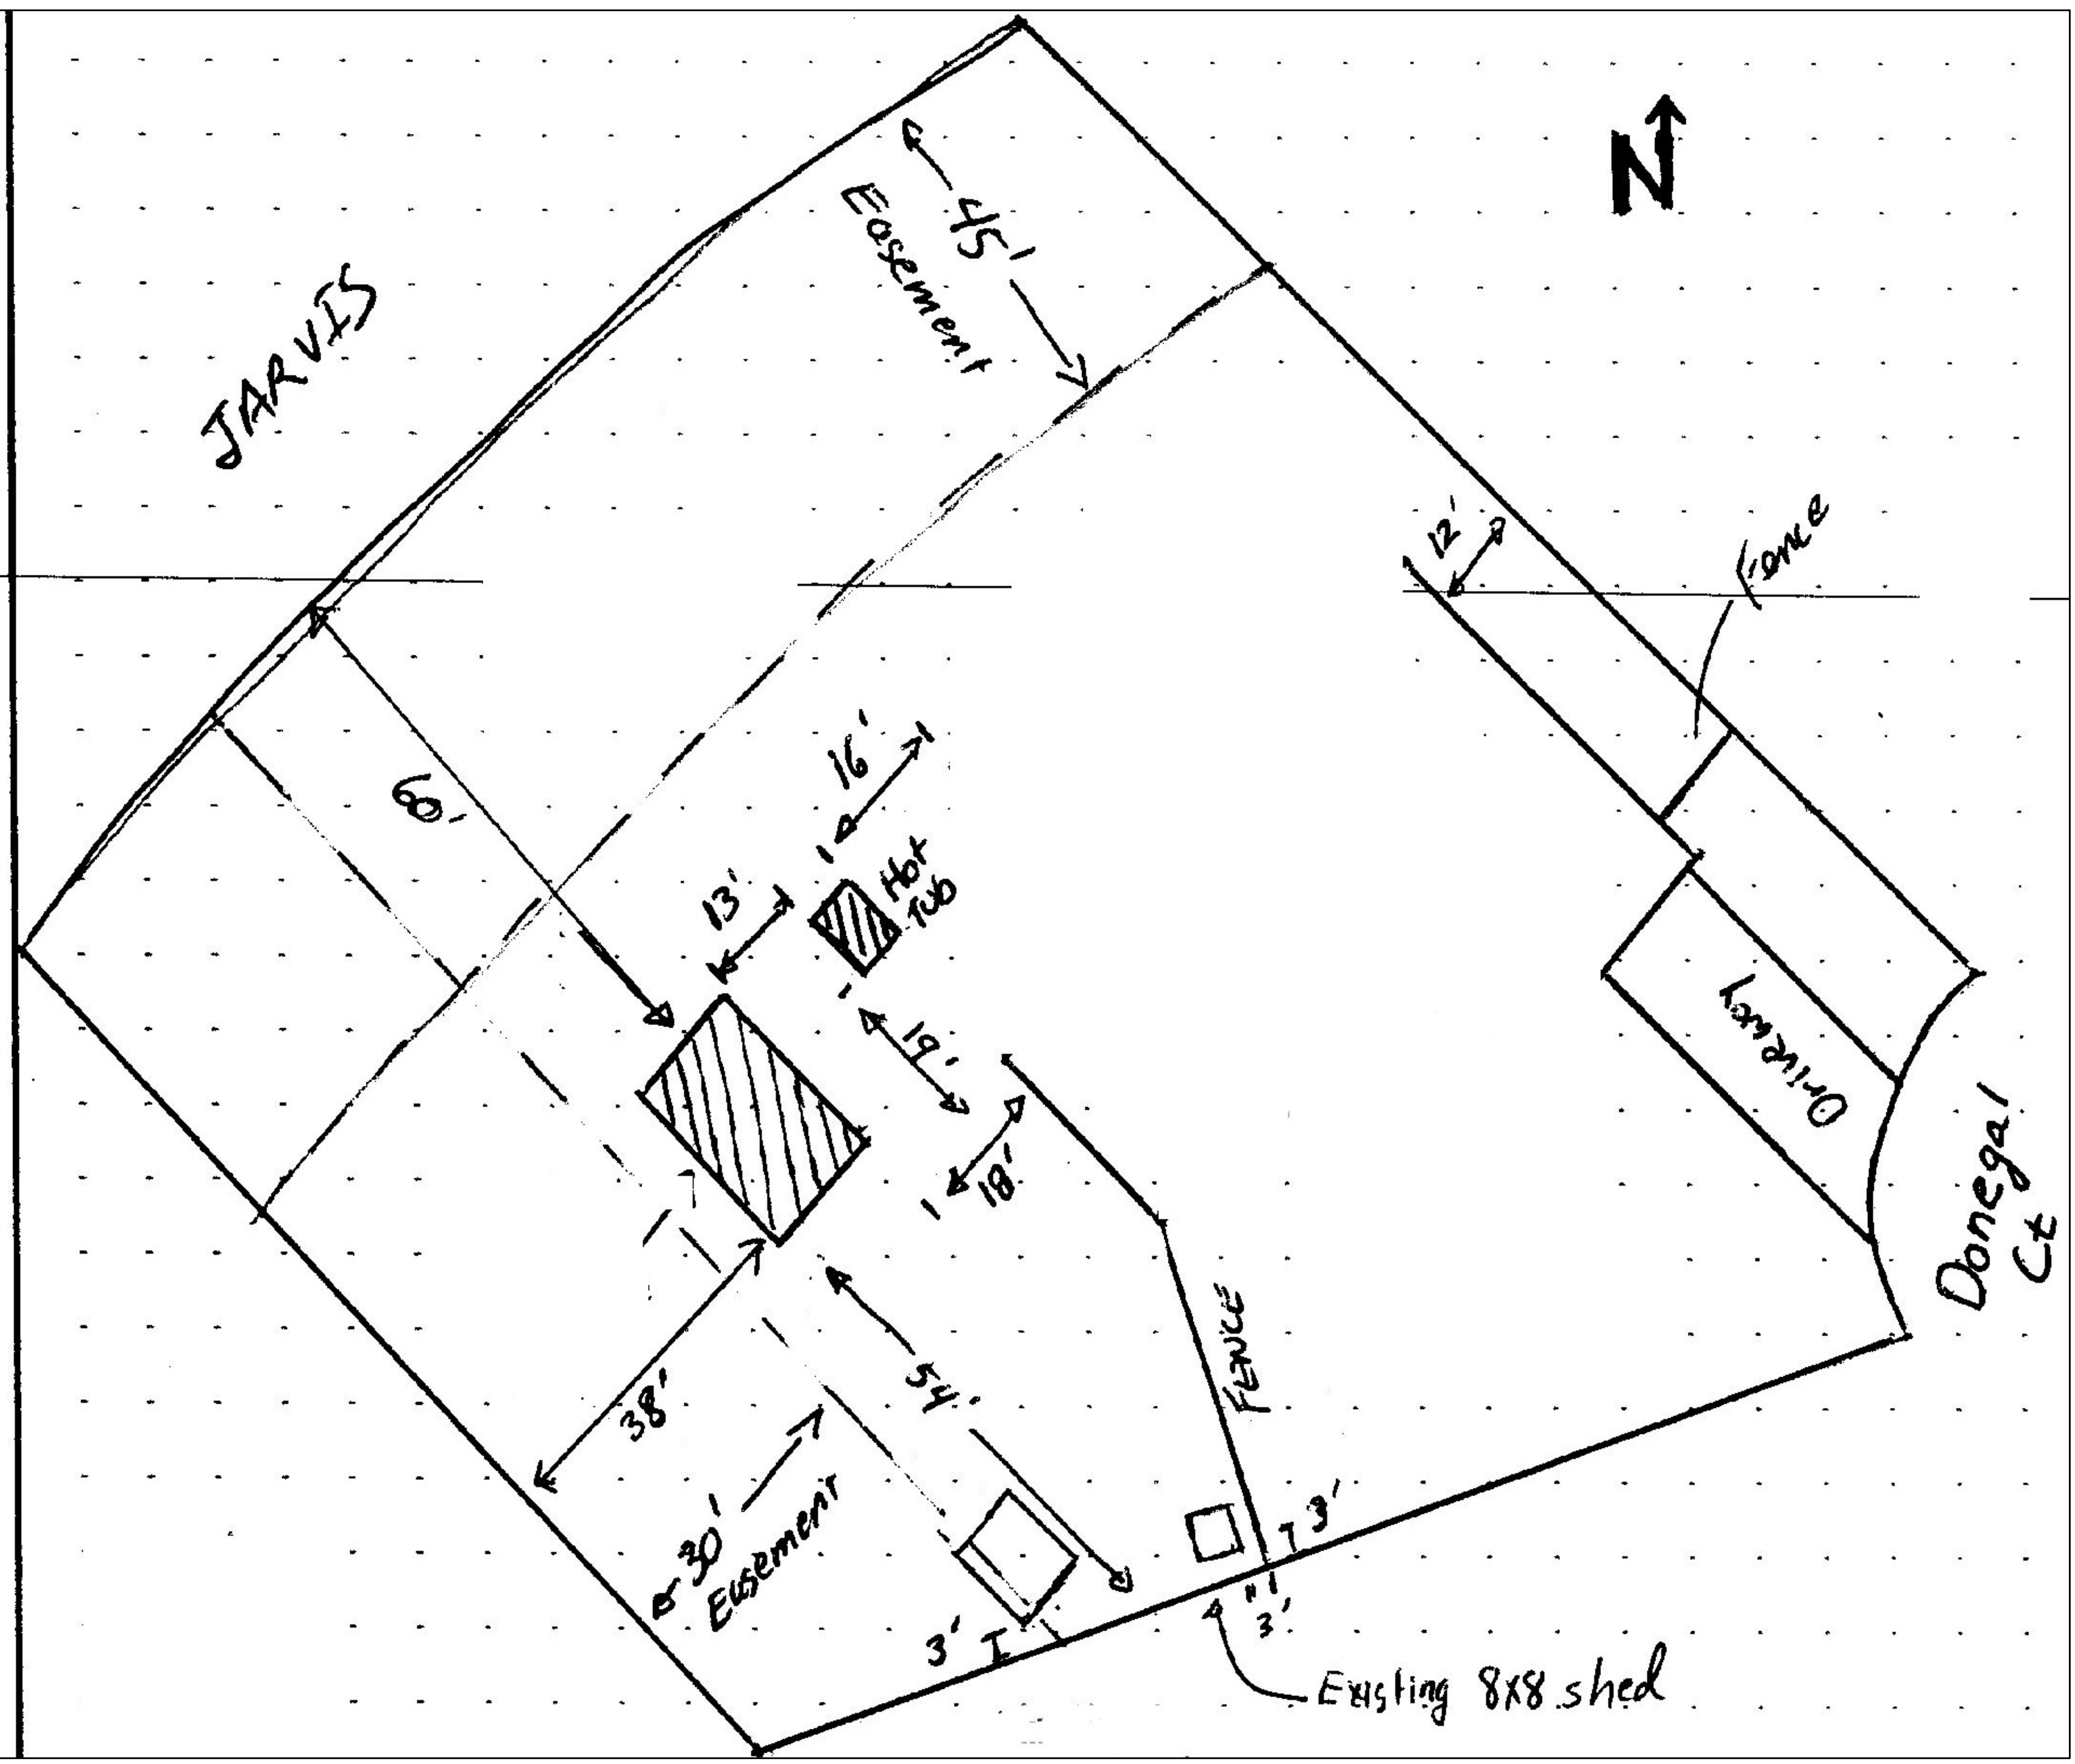 N
45'
Easement
JARVIS
12'
Fence
60'
16'
Hot
Tub
13'
19'
Driveway
18'
Donegal
Ct
FENCE
54'
38'
30'
Easement
3'
3'
3'
Existing 8x8 shed